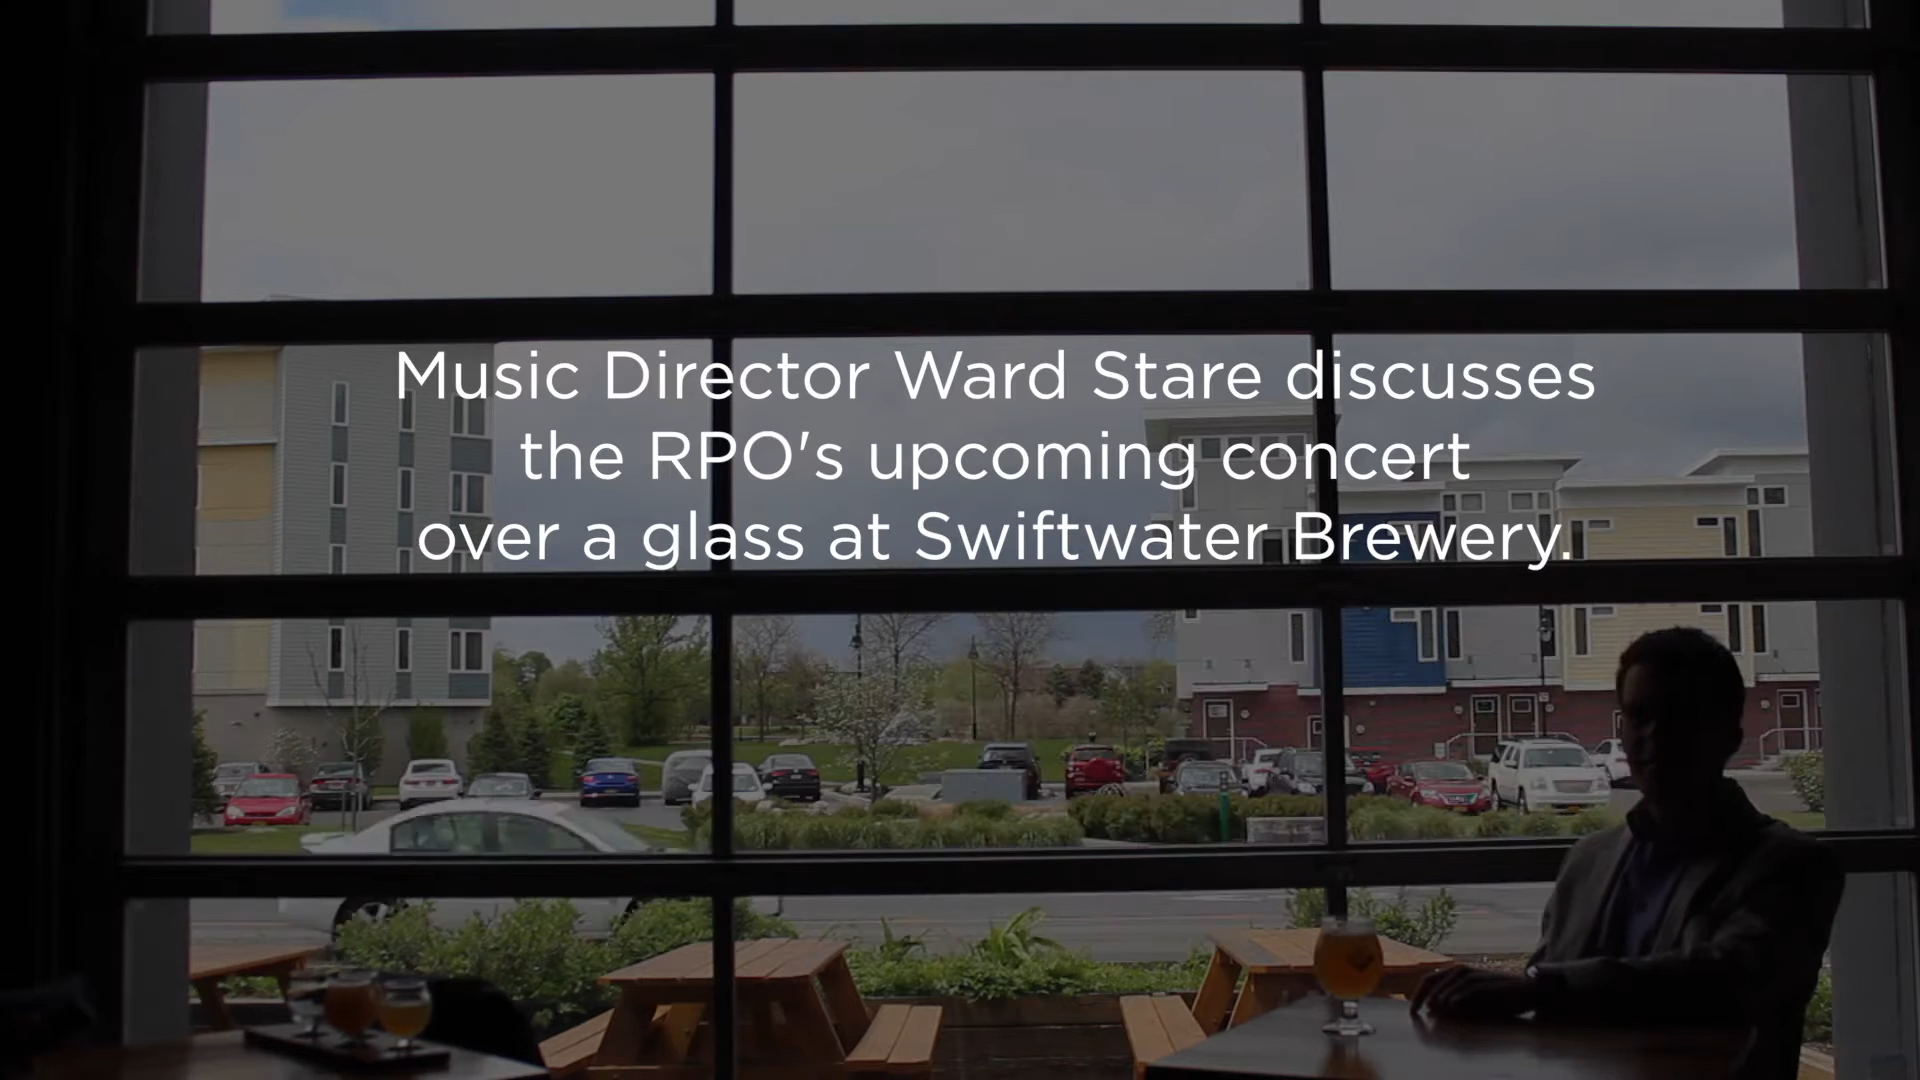 Music Director Ward Stare discusses
the RPO's upcoming concert
over a glass at Swiftwater Brewery.